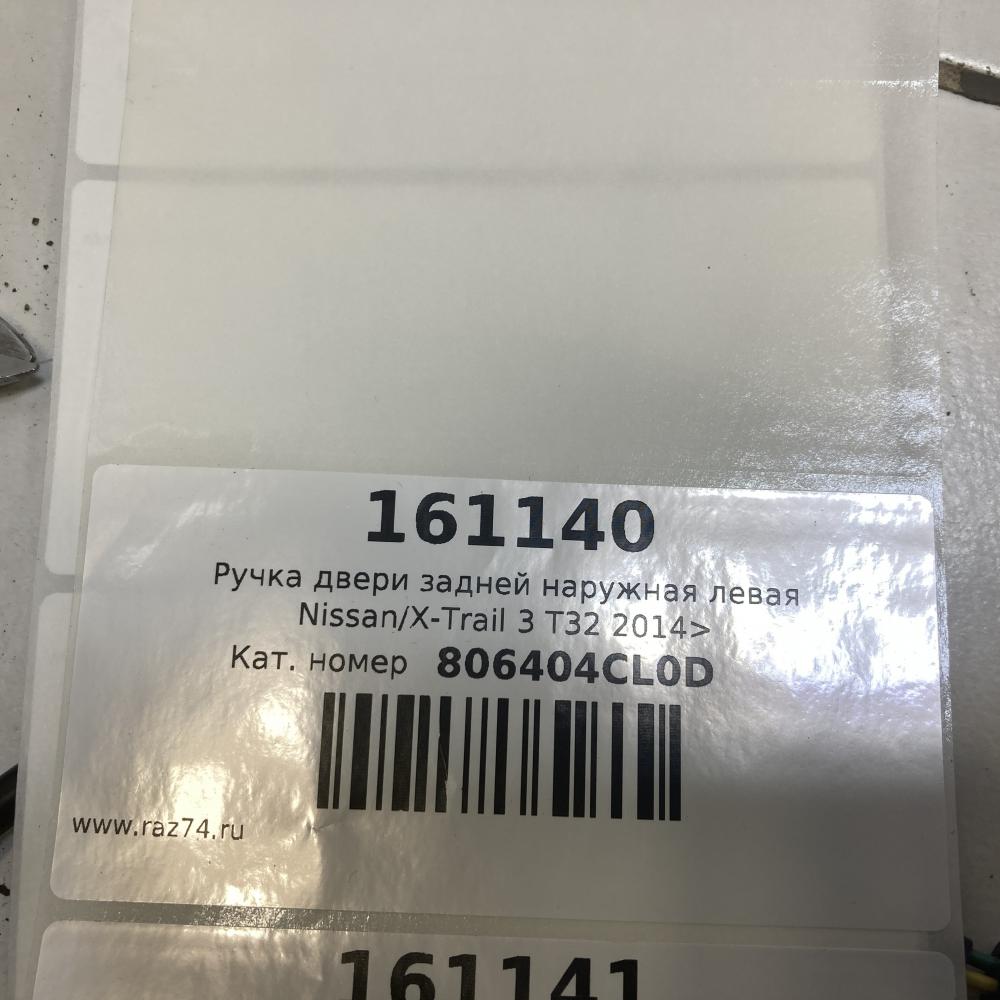 161140
Ручка двери задней наружная левая
Nissan/X-Trail 3 T32 2014>
Кат. номер 806404CL0D
www.raz74.ru
161141